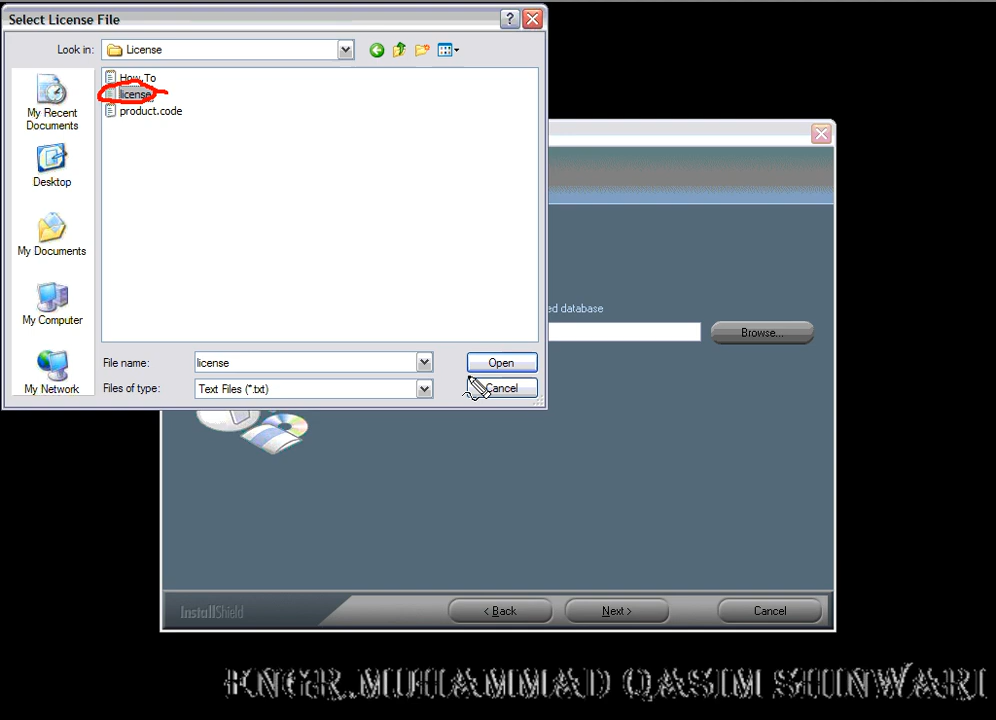 Select License File
Look in: License
How.To
license
product.code
My Recent
Documents
Desktop
My Documents
My Computer
My Network
File name: license Open
Files of type: Text Files (*.txt) Cancel
ed database
Browse...
InstallShield < Back Next > Cancel
ENGR.MUHAMMAD QASIM SHINWARI